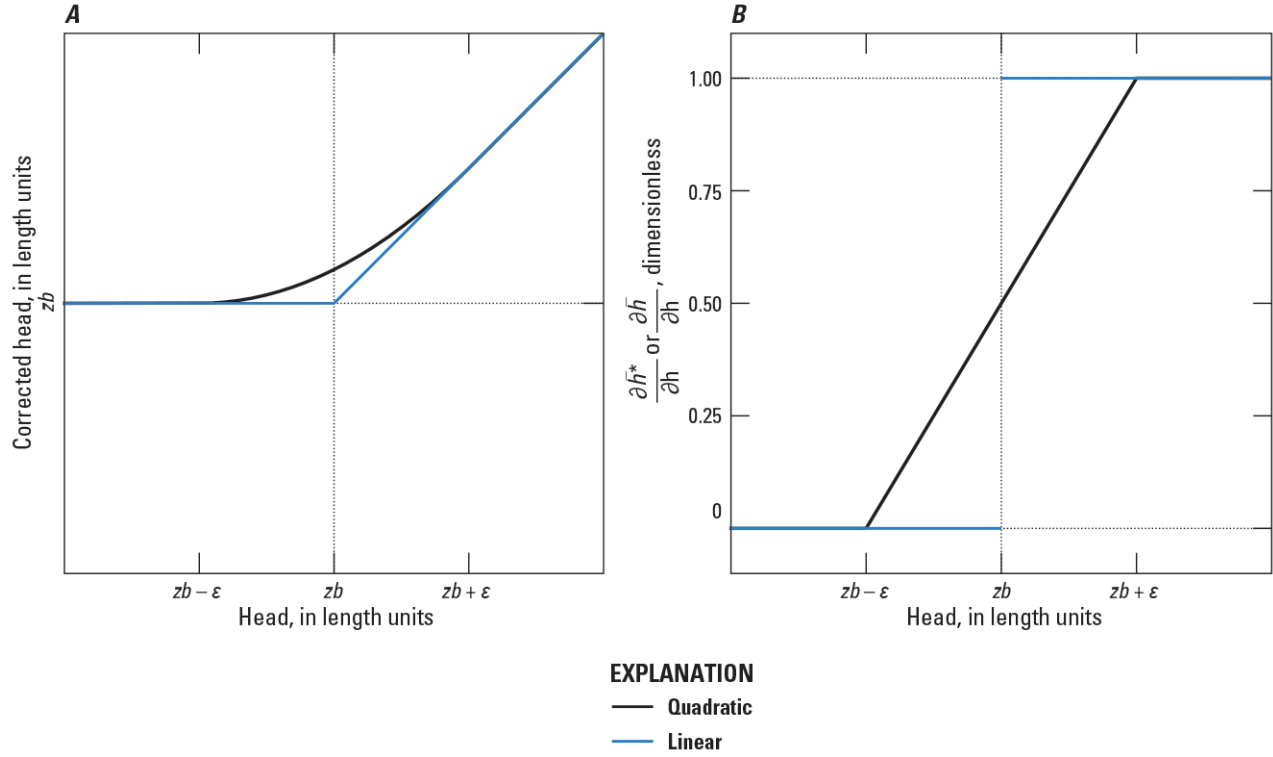 A
B
Corrected head, in length units
zb
zb – ε
zb
zb + ε
Head, in length units
∂h̄*/∂h or ∂h̄/∂h, dimensionless
1.00
0.75
0.50
0.25
0
zb – ε
zb
zb + ε
Head, in length units
EXPLANATION
Quadratic
Linear